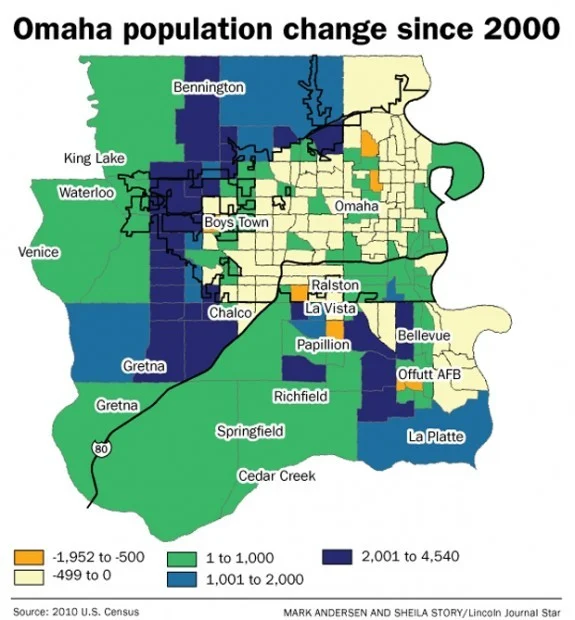 Omaha population change since 2000
Bennington
King Lake
Waterloo
Omaha
Boys Town
Venice
Ralston
La Vista
Chalco
Bellevue
Papillion
Gretna
Offutt AFB
Richfield
Gretna
Springfield
La Platte
80
Cedar Creek
-1,952 to -500
1 to 1,000
2,001 to 4,540
-499 to 0
1,001 to 2,000
Source: 2010 U.S. Census
MARK ANDERSEN AND SHEILA STORY/Lincoln Journal Star